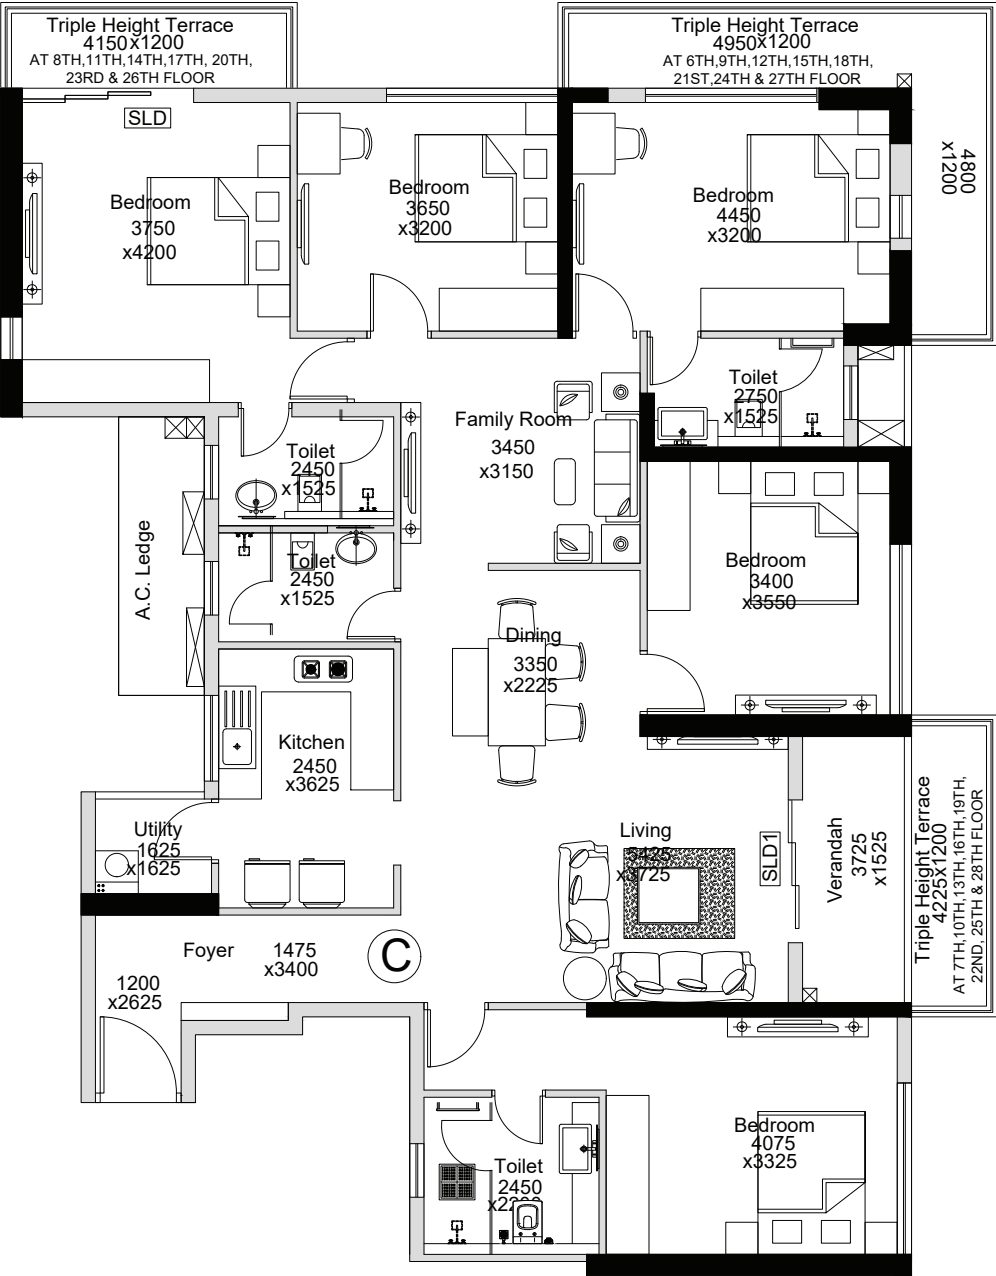 Triple Height Terrace
4150x1200
AT 8TH,11TH,14TH,17TH, 20TH,
23RD & 26TH FLOOR
Triple Height Terrace
4950x1200
AT 6TH,9TH,12TH,15TH,18TH,
21ST,24TH & 27TH FLOOR
4800
x1200
SLD
Bedroom
3750
x4200
Bedroom
3650
x3200
Bedroom
4450
x3200
Toilet
2750
x1525
Family Room
3450
x3150
Toilet
2450
x1525
A.C. Ledge
Toilet
2450
x1525
Bedroom
3400
x3550
Dining
3350
x2225
Kitchen
2450
x3625
Utility
1625
x1625
Living
5425
x3725
SLD1
Verandah
3725
x1525
Triple Height Terrace
4225x1200
AT 7TH,10TH,13TH,16TH,19TH,
22ND, 25TH & 28TH FLOOR
Foyer
1475
x3400
C
1200
x2625
Bedroom
4075
x3325
Toilet
2450